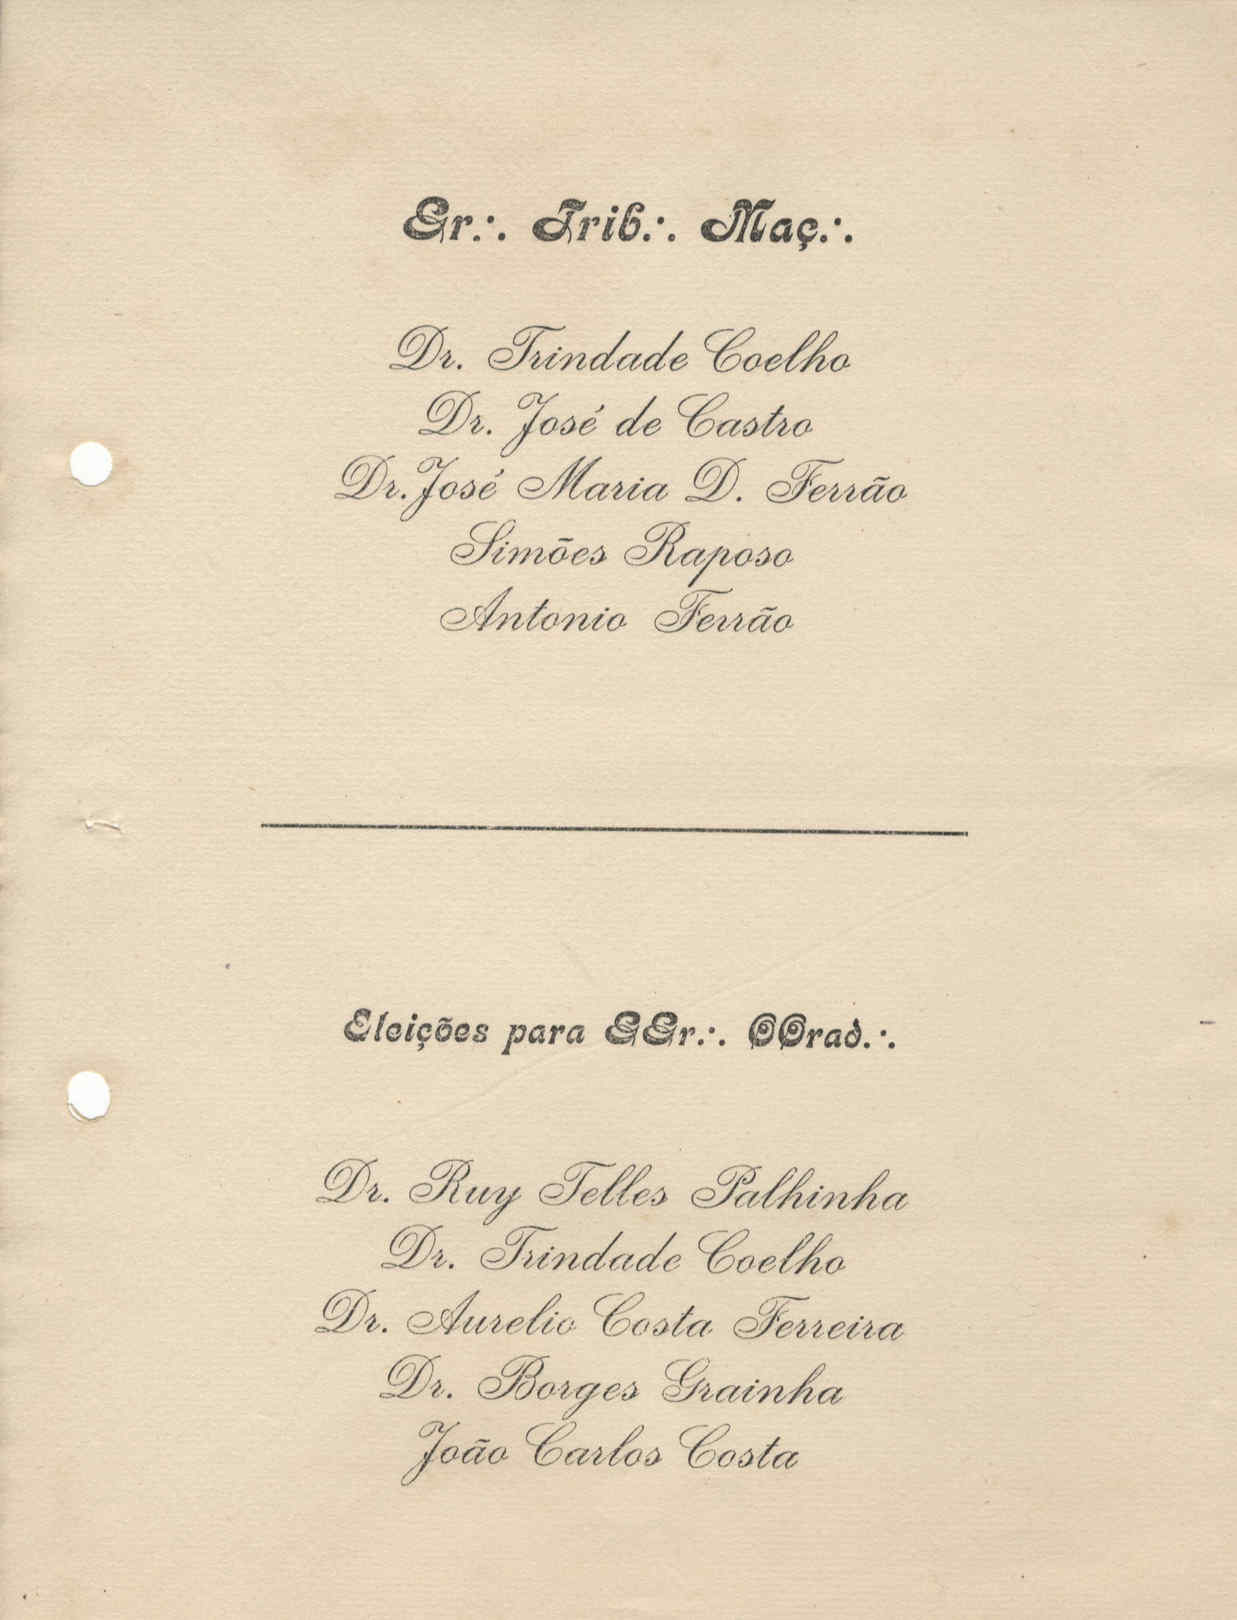 Gr∴ Trib∴ Maç∴
Dr. Trindade Coelho
Dr. José de Castro
Dr. José Maria D. Ferrão
Simões Raposo
Antonio Ferrão
Eleições para GGr∴ OOrad∴
Dr. Ruy Telles Palhinha
Dr. Trindade Coelho
Dr. Aurelio Costa Ferreira
Dr. Borges Grainha
João Carlos Costa